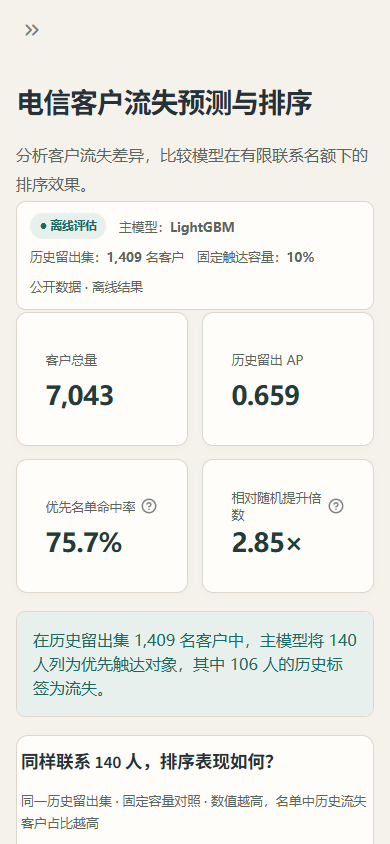 电信客户流失预测与排序
分析客户流失差异，比较模型在有限联系名额下的
排序效果。
离线评估 主模型：LightGBM
历史留出集：1,409 名客户 固定触达容量：10%
公开数据 · 离线结果
客户总量
7,043
历史留出 AP
0.659
优先名单命中率
75.7%
相对随机提升倍
数
2.85×
在历史留出集 1,409 名客户中，主模型将 140
人列为优先触达对象，其中 106 人的历史标
签为流失。
同样联系 140 人，排序表现如何？
同一历史留出集 · 固定容量对照 · 数值越高，名单中历史流失
客户占比越高